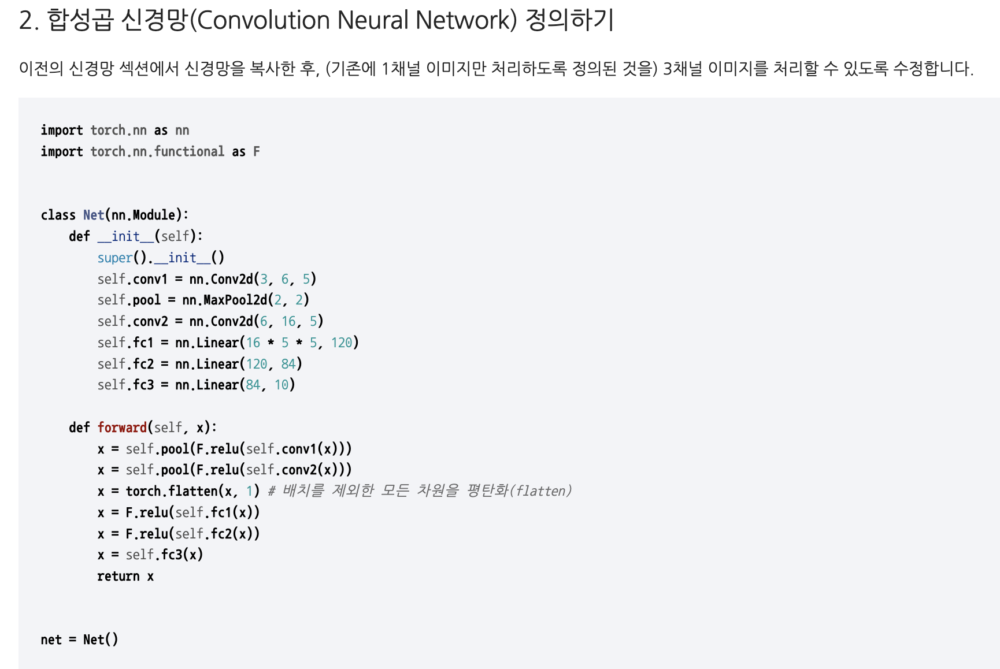 2. 합성곱 신경망(Convolution Neural Network) 정의하기
이전의 신경망 섹션에서 신경망을 복사한 후, (기존에 1채널 이미지만 처리하도록 정의된 것을) 3채널 이미지를 처리할 수 있도록 수정합니다.
import torch.nn as nn
import torch.nn.functional as F
class Net(nn.Module):
    def __init__(self):
        super().__init__()
        self.conv1 = nn.Conv2d(3, 6, 5)
        self.pool = nn.MaxPool2d(2, 2)
        self.conv2 = nn.Conv2d(6, 16, 5)
        self.fc1 = nn.Linear(16 * 5 * 5, 120)
        self.fc2 = nn.Linear(120, 84)
        self.fc3 = nn.Linear(84, 10)
    def forward(self, x):
        x = self.pool(F.relu(self.conv1(x)))
        x = self.pool(F.relu(self.conv2(x)))
        x = torch.flatten(x, 1) # 배치를 제외한 모든 차원을 평탄화(flatten)
        x = F.relu(self.fc1(x))
        x = F.relu(self.fc2(x))
        x = self.fc3(x)
        return x
net = Net()